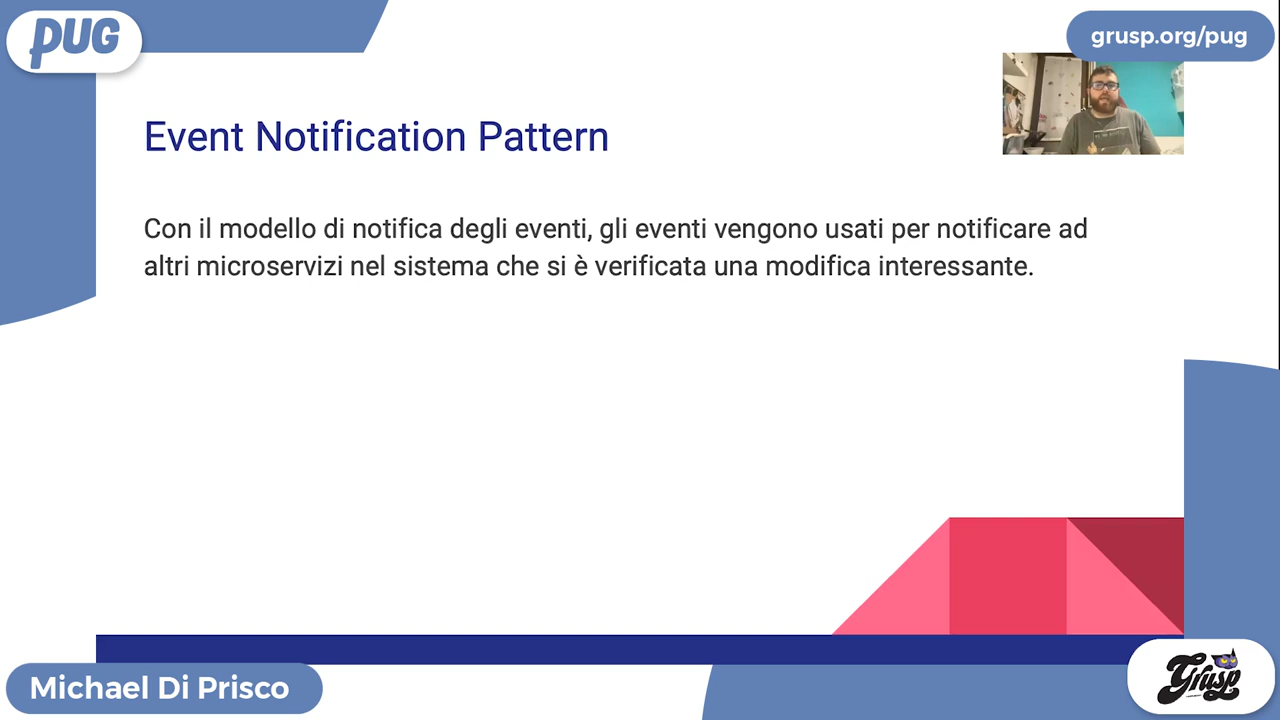 PUG
grusp.org/pug
Event Notification Pattern
Con il modello di notifica degli eventi, gli eventi vengono usati per notificare ad
altri microservizi nel sistema che si è verificata una modifica interessante.
Michael Di Prisco
Grusp